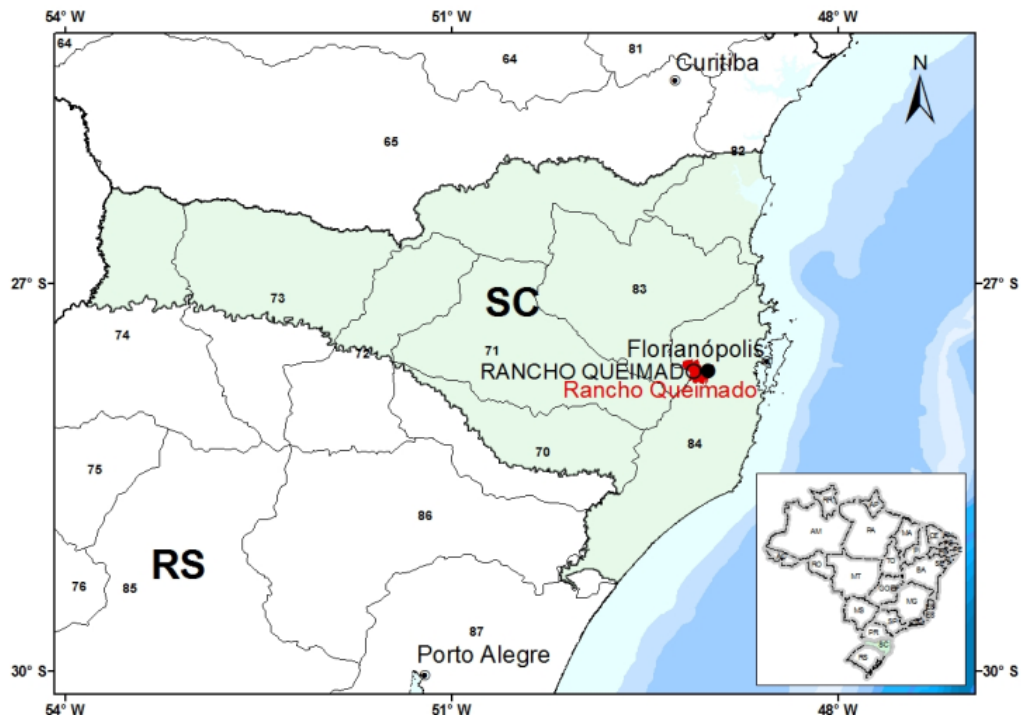 54° W 51° W 48° W
64 64 81
Curitiba
N
65
82
27° S 27° S
73
SC
83
74
72 71
Florianópolis
RANCHO QUEIMADO
Rancho Queimado
70
84
75
86
RS
76 85
87
Porto Alegre
30° S 30° S
54° W 51° W 48° W
AM
PA
MA
CE
RO
TO
BA
SE
MT
MG
MS
SP
PR
SC
RS